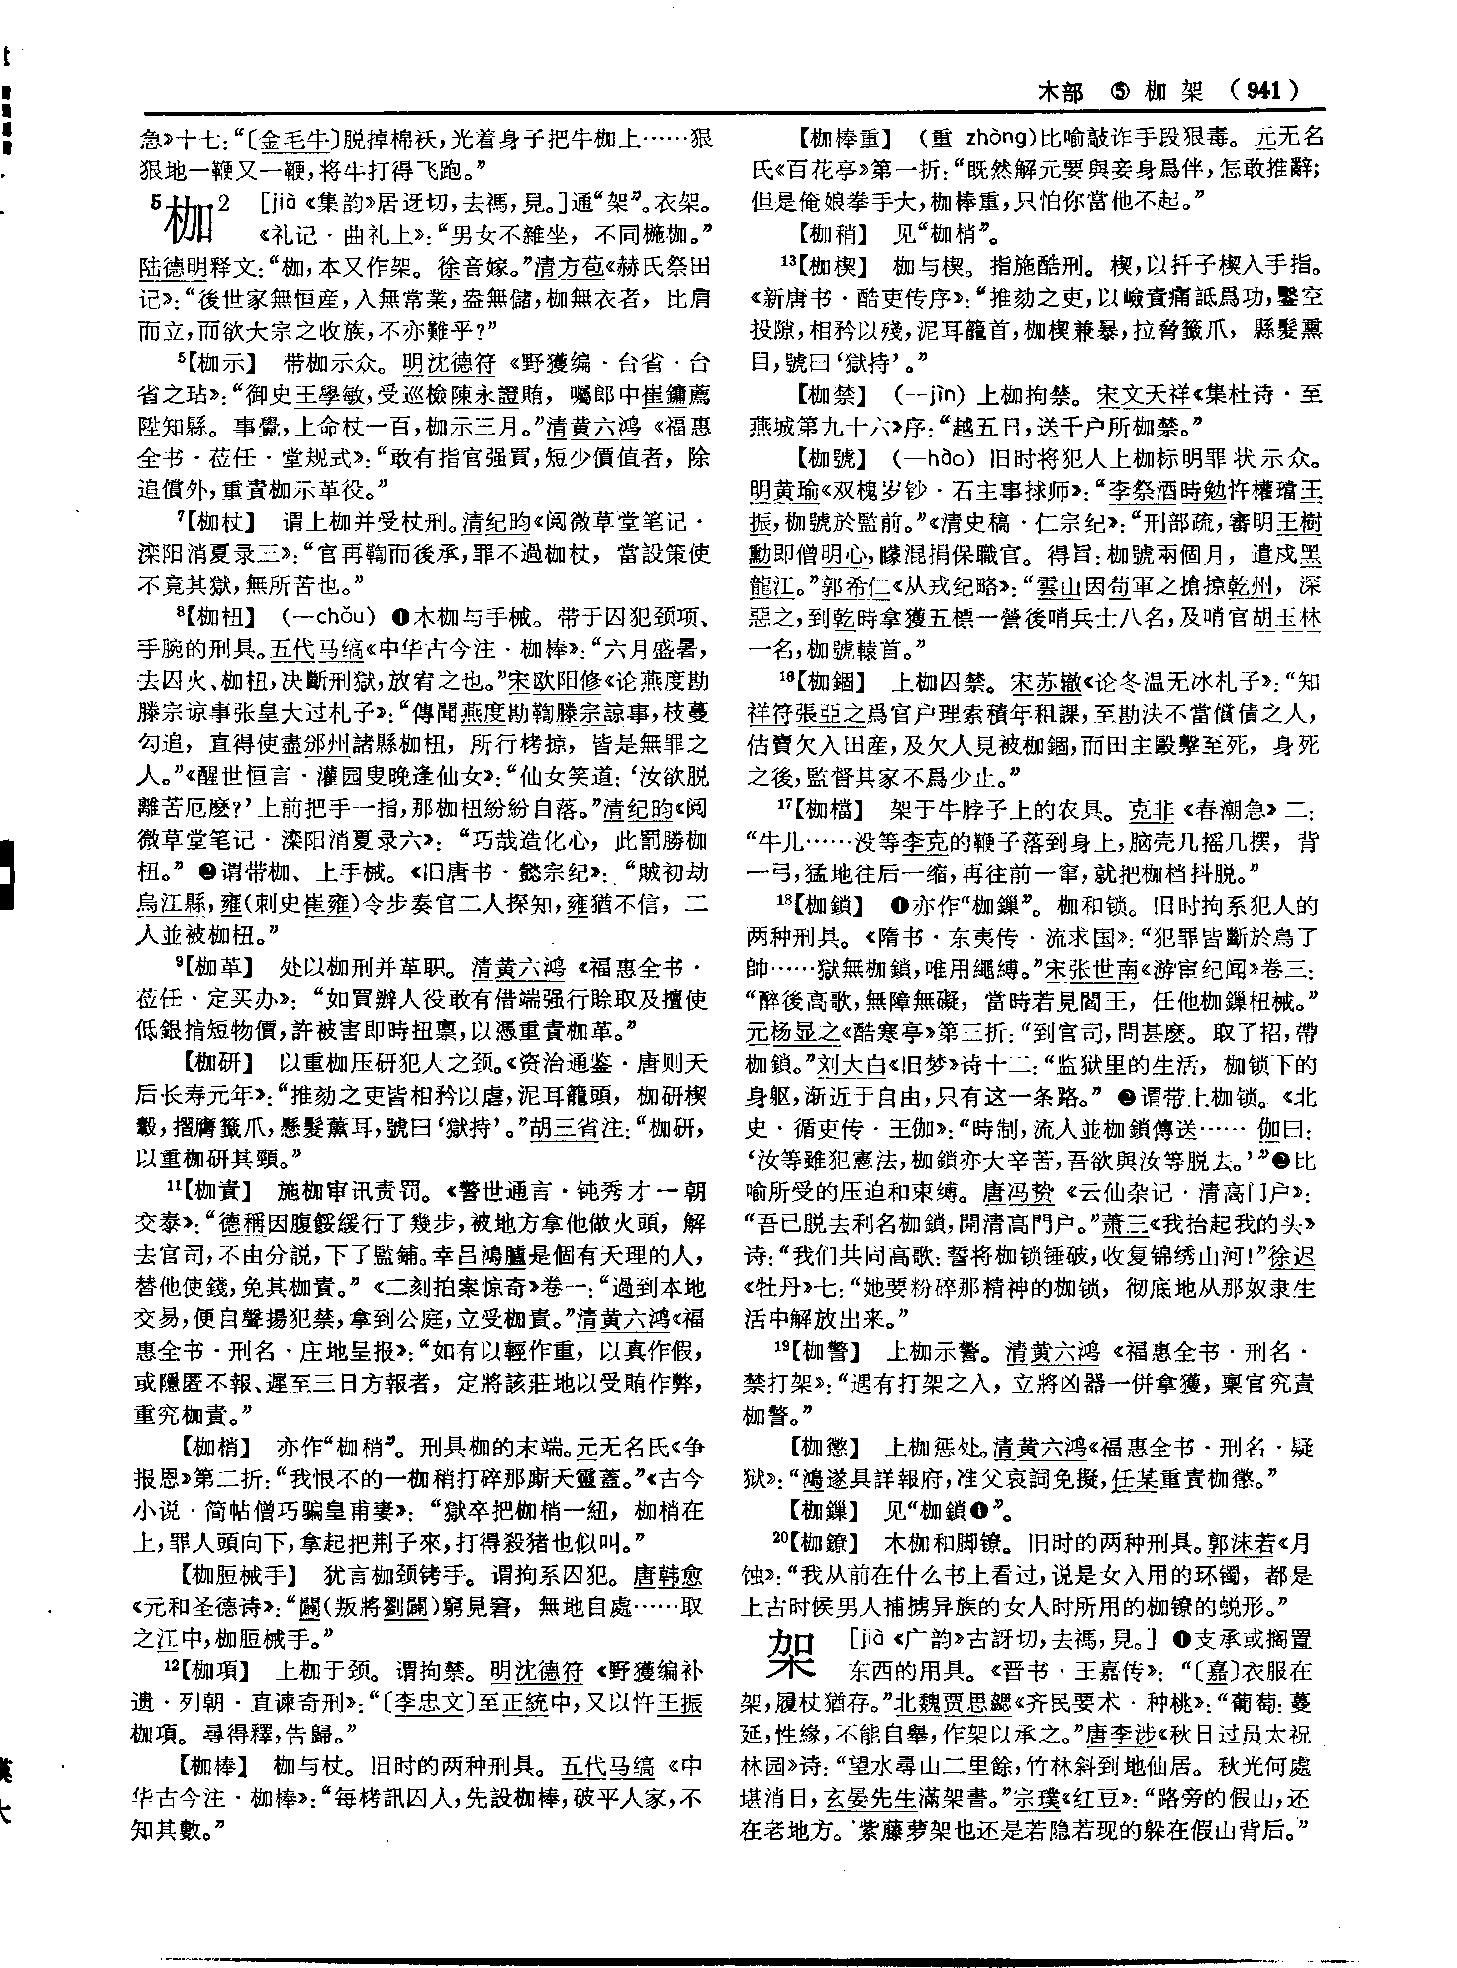 木部 ⑤ 枷 架 （941）
急》十七：“〔金毛牛〕脱掉棉袄，光着身子把牛枷上……狠
狠地一鞭又一鞭，将牛打得飞跑。”
5枷2 ［jià《集韵》居迓切，去禡，見。］通“架”。衣架。
《礼记·曲礼上》：“男女不雜坐，不同椸枷。”
陆德明释文：“枷，本又作架。徐音嫁。”清方苞《赫氏祭田
记》：“後世家無恒産，入無常業，盎無儲，枷無衣者，比肩
而立，而欲大宗之收族，不亦難乎？”
5【枷示】 带枷示众。明沈德符《野獲编·台省·台
省之玷》：“御史王學敏，受巡檢陳永證賄，囑郎中崔鏞薦
陞知縣。事覺，上命杖一百，枷示三月。”清黄六鸿《福惠
全书·莅任·堂规式》：“敢有指官强買，短少價值者，除
追償外，重責枷示革役。”
7【枷杖】 谓上枷并受杖刑。清纪昀《阅微草堂笔记·
滦阳消夏录三》：“官再鞫而後承，罪不過枷杖，當設策使
不竟其獄，無所苦也。”
8【枷杻】 （—chǒu）❶木枷与手械。带于囚犯颈项、
手腕的刑具。五代马缟《中华古今注·枷棒》：“六月盛暑，
去囚火、枷杻，决斷刑獄，放宥之也。”宋欧阳修《论燕度勘
滕宗谅事张皇大过札子》：“傳聞燕度勘鞫滕宗諒事，枝蔓
勾追，直得使盡邠州諸縣枷杻，所行栲掠，皆是無罪之
人。”《醒世恒言·灌园叟晚逢仙女》：“仙女笑道：‘汝欲脱
離苦厄麽？’上前把手一指，那枷杻紛紛自落。”清纪昀《阅
微草堂笔记·滦阳消夏录六》：“巧哉造化心，此罰勝枷
杻。”❷谓带枷、上手械。《旧唐书·懿宗纪》：“賊初劫
烏江縣，雍（刺史崔雍）令步奏官二人探知，雍猶不信，二
人並被枷杻。”
9【枷革】 处以枷刑并革职。清黄六鸿《福惠全书·
莅任·定买办》：“如買辦人役敢有借端强行賒取及擅使
低銀掯短物價，許被害即時扭禀，以憑重責枷革。”
【枷研】 以重枷压研犯人之颈。《资治通鉴·唐则天
后长寿元年》：“推劾之吏皆相矜以虐，泥耳籠頭，枷研楔
轂，摺膺籤爪，懸髮薰耳，號曰‘獄持’。”胡三省注：“枷研，
以重枷研其頸。”
11【枷責】 施枷审讯责罚。《警世通言·钝秀才一朝
交泰》：“德稱因腹餒緩行了幾步，被地方拿他做火頭，解
去官司，不由分説，下了監鋪。幸吕鴻臚是個有天理的人，
替他使錢，免其枷責。”《二刻拍案惊奇》卷一：“過到本地
交易，便自聲揚犯禁，拿到公庭，立受枷責。”清黄六鸿《福
惠全书·刑名·庄地呈报》：“如有以輕作重，以真作假，
或隱匿不報、遲至三日方報者，定將該莊地以受賄作弊，
重究枷責。”
【枷梢】 亦作“枷稍”。刑具枷的末端。元无名氏《争
报恩》第二折：“我恨不的一枷稍打碎那廝天靈蓋。”《古今
小说·简帖僧巧骗皇甫妻》：“獄卒把枷梢一紐，枷梢在
上，罪人頭向下，拿起把荆子來，打得殺猪也似叫。”
【枷脰械手】 犹言枷颈铐手。谓拘系囚犯。唐韩愈
《元和圣德诗》：“闢（叛將劉闢）窮見窘，無地自處……取
之江中，枷脰械手。”
12【枷項】 上枷于颈。谓拘禁。明沈德符《野獲编补
遗·列朝·直谏奇刑》：“〔李忠文〕至正統中，又以忤王振
枷項。尋得釋，告歸。”
【枷棒】 枷与杖。旧时的两种刑具。五代马缟《中
华古今注·枷棒》：“每栲訊囚人，先設枷棒，破平人家，不
知其數。”
【枷棒重】 （重 zhòng）比喻敲诈手段狠毒。元无名
氏《百花亭》第一折：“既然解元要與妾身爲伴，怎敢推辭；
但是俺娘拳手大，枷棒重，只怕你當他不起。”
【枷稍】 见“枷梢”。
13【枷楔】 枷与楔。指施酷刑。楔，以扦子楔入手指。
《新唐书·酷吏传序》：“推劾之吏，以嶮責痛詆爲功，鑿空
投隙，相矜以殘，泥耳籠首，枷楔兼暴，拉脅籤爪，縣髮熏
目，號曰‘獄持’。”
【枷禁】 （—jìn）上枷拘禁。宋文天祥《集杜诗·至
燕城第九十六》序：“越五日，送千户所枷禁。”
【枷號】 （—hào）旧时将犯人上枷标明罪状示众。
明黄瑜《双槐岁钞·石主事捄师》：“李祭酒時勉忤權璫王
振，枷號於監前。”《清史稿·仁宗纪》：“刑部疏，審明王樹
勳即僧明心，矇混捐保職官。得旨：枷號兩個月，遣戍黑
龍江。”郭希仁《从戎纪略》：“雲山因苟軍之搶掠乾州，深
惡之，到乾時拿獲五標一營後哨兵士八名，及哨官胡玉林
一名，枷號轅首。”
16【枷錮】 上枷囚禁。宋苏辙《论冬温无冰札子》：“知
祥符張亞之爲官户理索積年租課，至勘決不當償債之人，
估賣欠人田産，及欠人見被枷錮，而田主毆擊至死，身死
之後，監督其家不爲少止。”
17【枷檔】 架于牛脖子上的农具。克非《春潮急》二：
“牛儿……没等李克的鞭子落到身上，脑壳几摇几摆，背
一弓，猛地往后一缩，再往前一窜，就把枷档抖脱。”
18【枷鎖】 ❶亦作“枷鏁”。枷和锁。旧时拘系犯人的
两种刑具。《隋书·东夷传·流求国》：“犯罪皆斷於鳥了
帥……獄無枷鎖，唯用繩縛。”宋张世南《游宦纪闻》卷三：
“醉後高歌，無障無礙，當時若見閻王，任他枷鏁杻械。”
元杨显之《酷寒亭》第三折：“到官司，問甚麽。取了招，帶
枷鎖。”刘大白《旧梦》诗十二：“监狱里的生活，枷锁下的
身躯，渐近于自由，只有这一条路。”❷谓带上枷锁。《北
史·循吏传·王伽》：“時制，流人並枷鎖傳送……伽曰：
‘汝等雖犯憲法，枷鎖亦大辛苦，吾欲與汝等脱去。’”❷比
喻所受的压迫和束缚。唐冯贽《云仙杂记·清高门户》：
“吾已脱去利名枷鎖，開清高門户。”萧三《我抬起我的头》
诗：“我们共同高歌：誓将枷锁锤破，收复锦绣山河！”徐迟
《牡丹》七：“她要粉碎那精神的枷锁，彻底地从那奴隶生
活中解放出来。”
19【枷警】 上枷示警。清黄六鸿《福惠全书·刑名·
禁打架》：“遇有打架之人，立將凶器一併拿獲，禀官究責
枷警。”
【枷懲】 上枷惩处。清黄六鸿《福惠全书·刑名·疑
狱》：“鴻遂具詳報府，准父哀詞免擬，任某重責枷懲。”
【枷鏁】 见“枷鎖❶”。
20【枷鐐】 木枷和脚镣。旧时的两种刑具。郭沫若《月
蚀》：“我从前在什么书上看过，说是女人用的环镯，都是
上古时候男人捕掳异族的女人时所用的枷镣的蜕形。”
架 ［jià《广韵》古訝切，去禡，見。］❶支承或搁置
东西的用具。《晋书·王嘉传》：“〔嘉〕衣服在
架，履杖猶存。”北魏贾思勰《齐民要术·种桃》：“葡萄：蔓
延，性緣，不能自舉，作架以承之。”唐李涉《秋日过员太祝
林园》诗：“望水尋山二里餘，竹林斜到地仙居。秋光何處
堪消日，玄晏先生滿架書。”宗璞《红豆》：“路旁的假山，还
在老地方。紫藤萝架也还是若隐若现的躲在假山背后。”